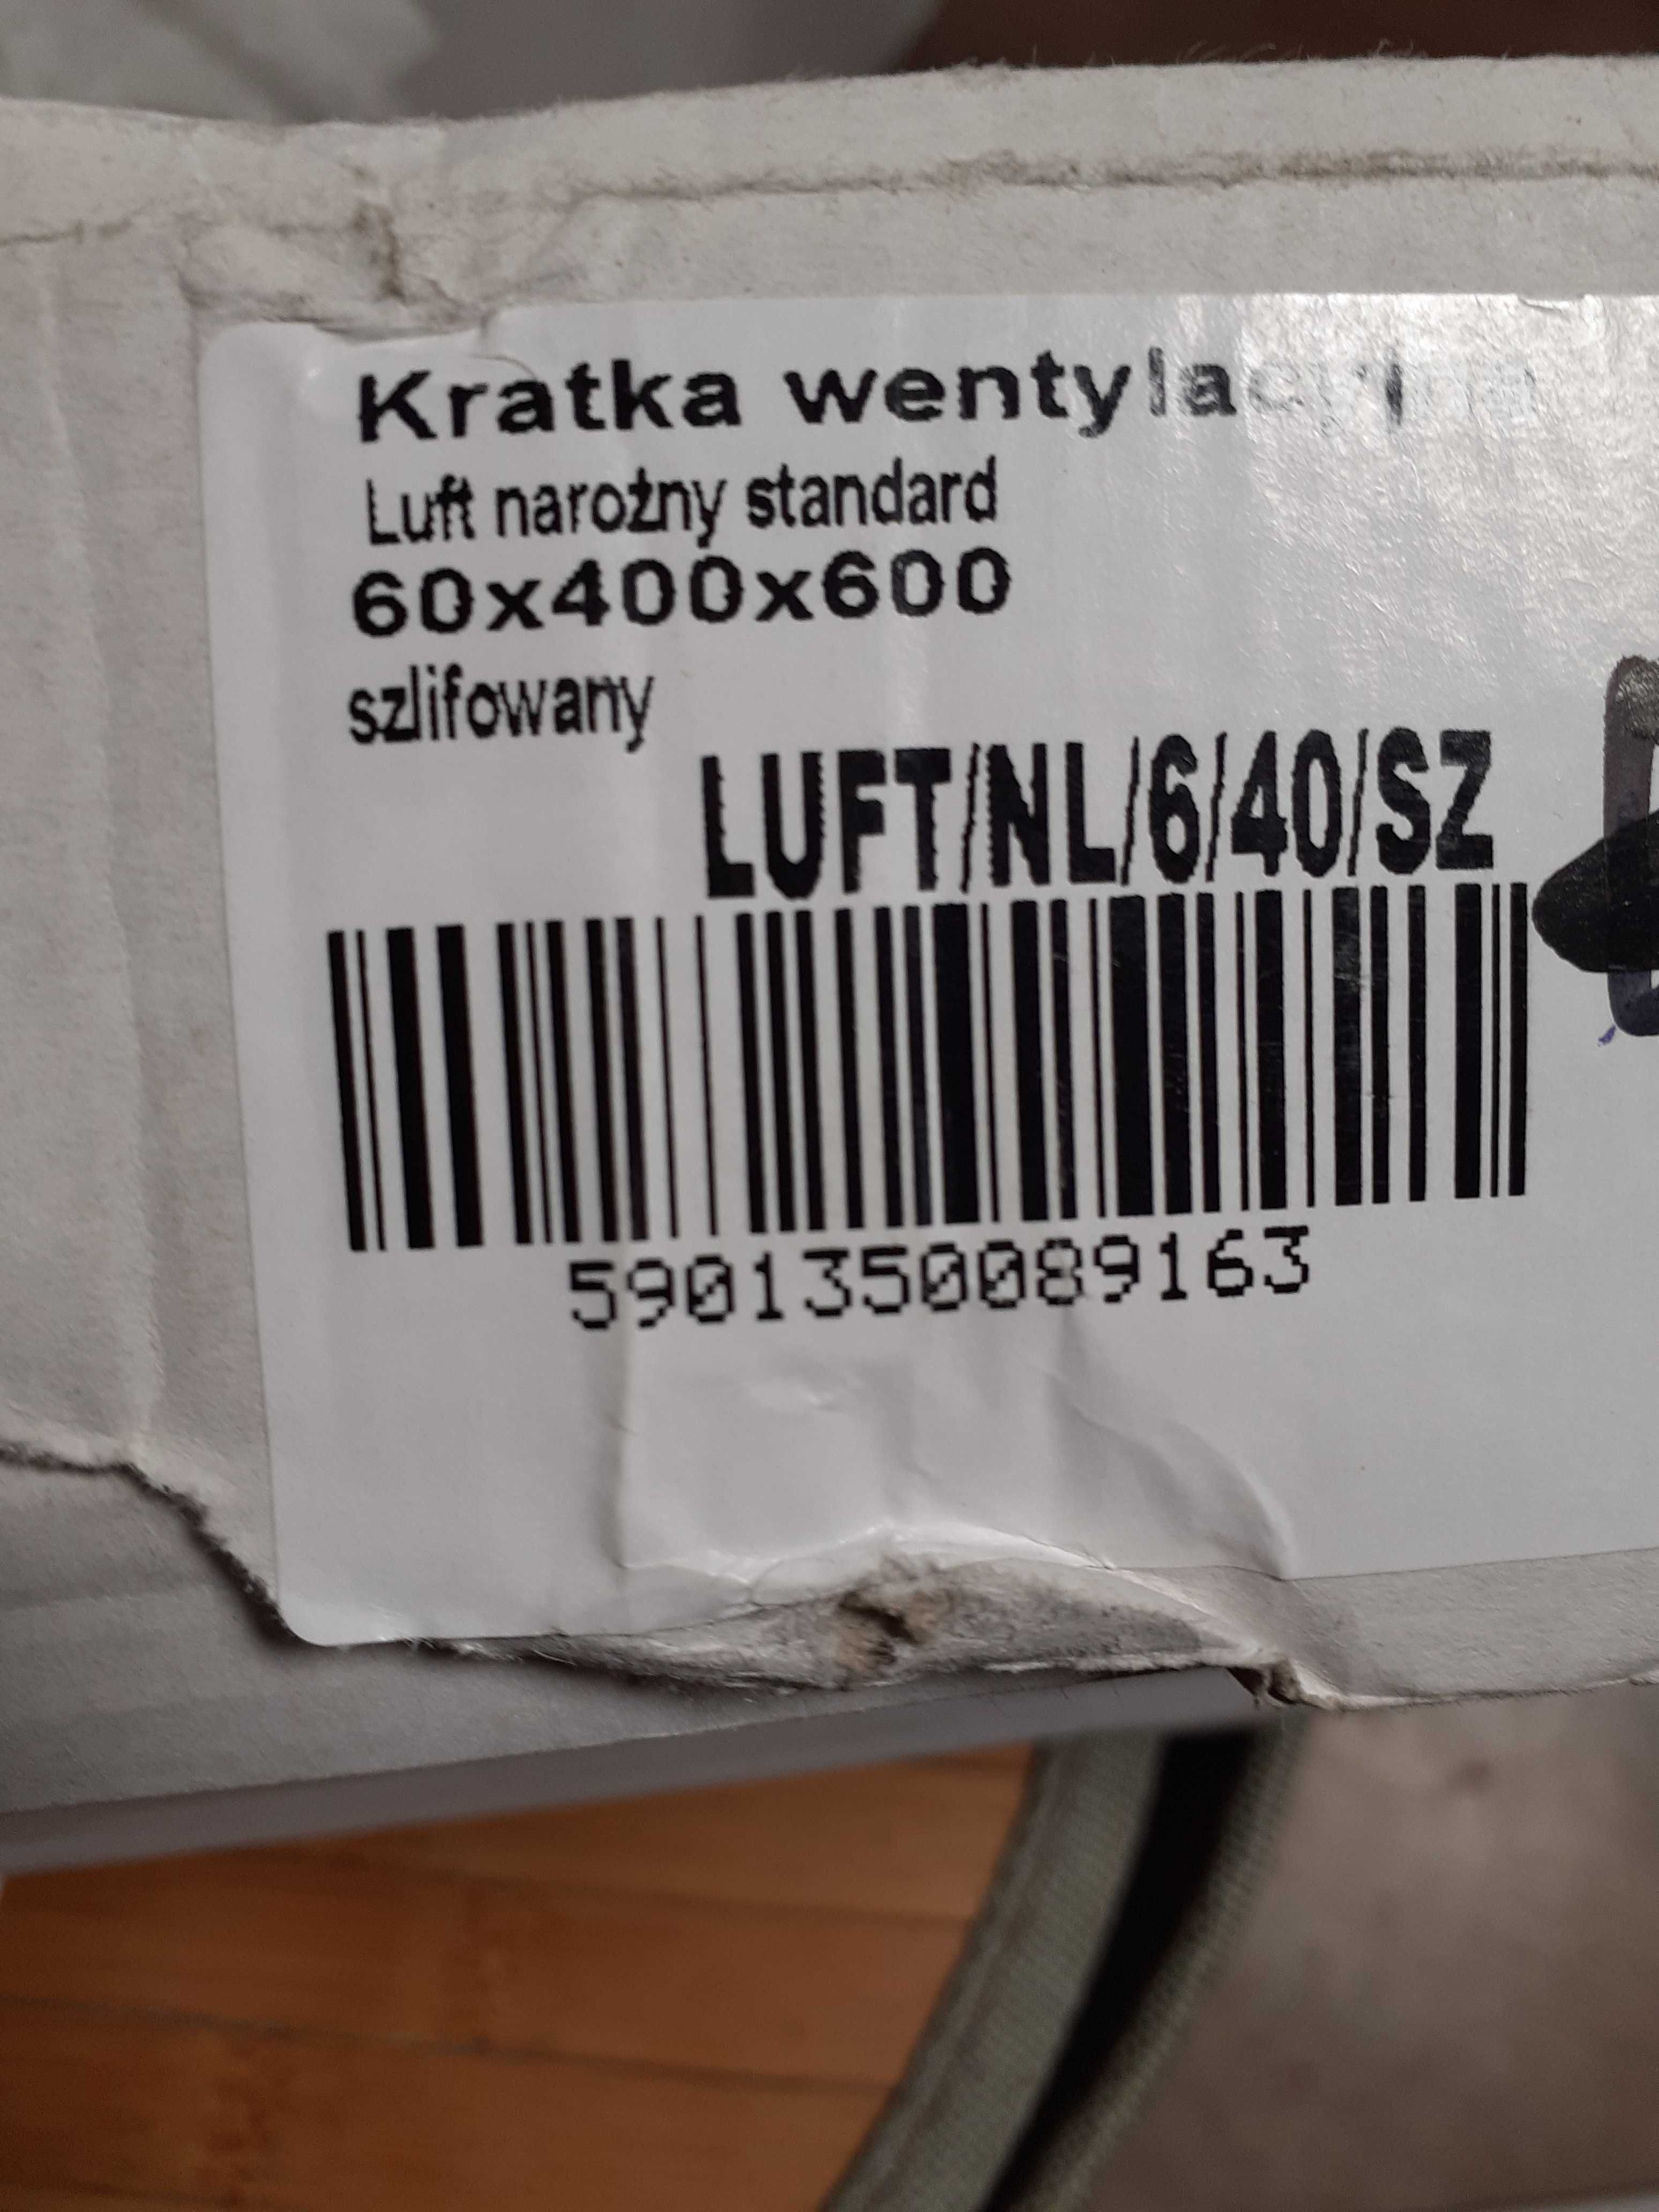 Kratka wentylacyjna
Luft narożny standard
60x400x600
szlifowany
LUFT/NL/6/40/SZ
5901350089163